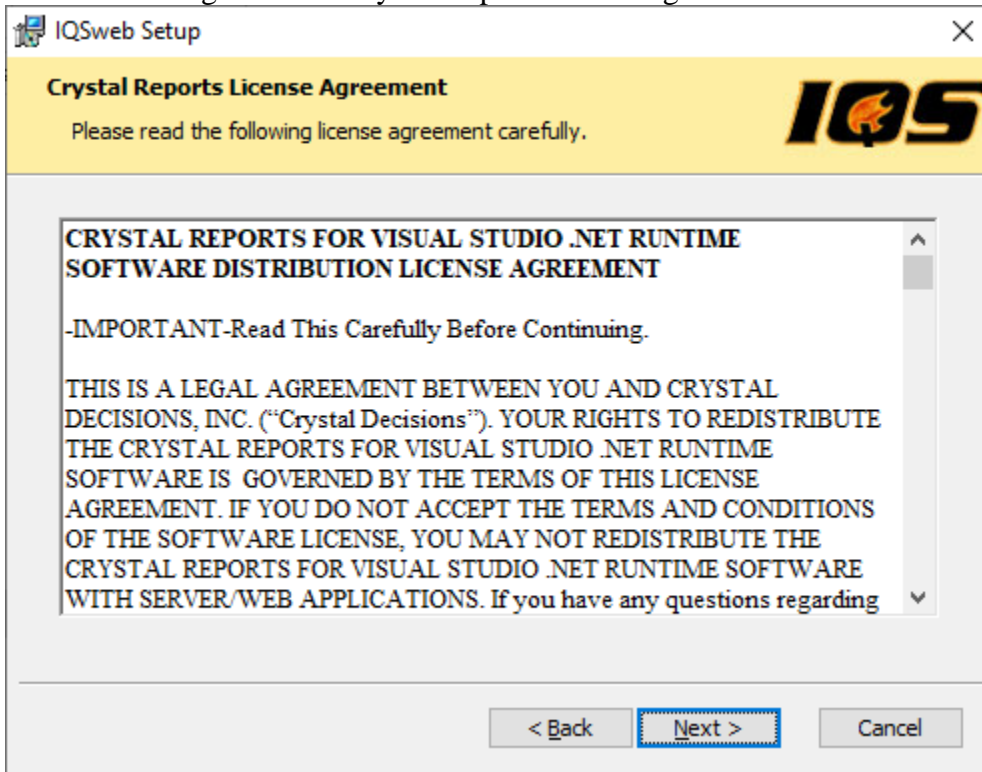 IQSweb Setup
Crystal Reports License Agreement
Please read the following license agreement carefully.
IQS
CRYSTAL REPORTS FOR VISUAL STUDIO .NET RUNTIME
SOFTWARE DISTRIBUTION LICENSE AGREEMENT
-IMPORTANT-Read This Carefully Before Continuing.
THIS IS A LEGAL AGREEMENT BETWEEN YOU AND CRYSTAL
DECISIONS, INC. (“Crystal Decisions”). YOUR RIGHTS TO REDISTRIBUTE
THE CRYSTAL REPORTS FOR VISUAL STUDIO .NET RUNTIME
SOFTWARE IS GOVERNED BY THE TERMS OF THIS LICENSE
AGREEMENT. IF YOU DO NOT ACCEPT THE TERMS AND CONDITIONS
OF THE SOFTWARE LICENSE, YOU MAY NOT REDISTRIBUTE THE
CRYSTAL REPORTS FOR VISUAL STUDIO .NET RUNTIME SOFTWARE
WITH SERVER/WEB APPLICATIONS. If you have any questions regarding
< Back Next > Cancel